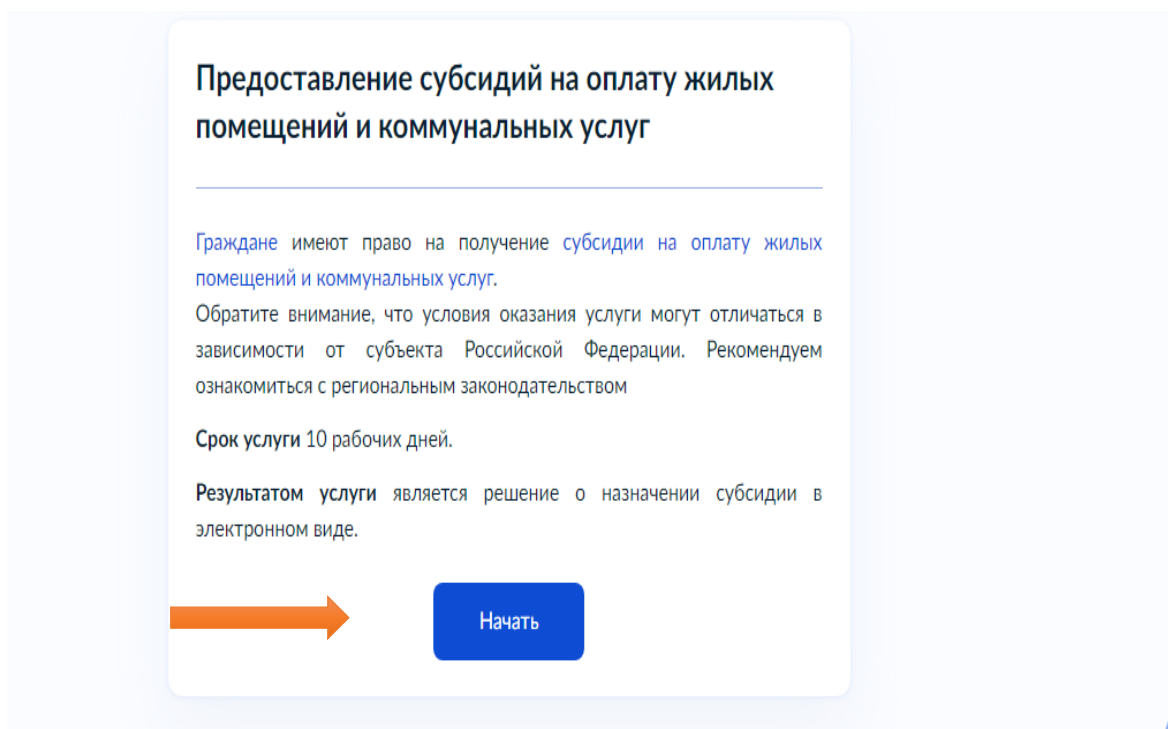 Предоставление субсидий на оплату жилых
помещений и коммунальных услуг
Граждане имеют право на получение субсидии на оплату жилых
помещений и коммунальных услуг.
Обратите внимание, что условия оказания услуги могут отличаться в
зависимости от субъекта Российской Федерации. Рекомендуем
ознакомиться с региональным законодательством
Срок услуги 10 рабочих дней.
Результатом услуги является решение о назначении субсидии в
электронном виде.
Начать